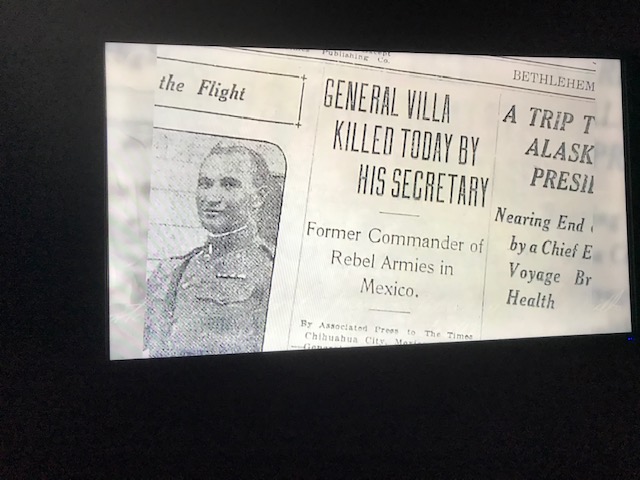 Publishing Co.
BETHLEHEM
the Flight
GENERAL VILLA
KILLED TODAY BY
HIS SECRETARY
Former Commander of
Rebel Armies in
Mexico.
By Associated Press to The Times
Chihuahua City,
A TRIP T
ALASK
PRESI
Nearing End
by a Chief E
Voyage Br
Health